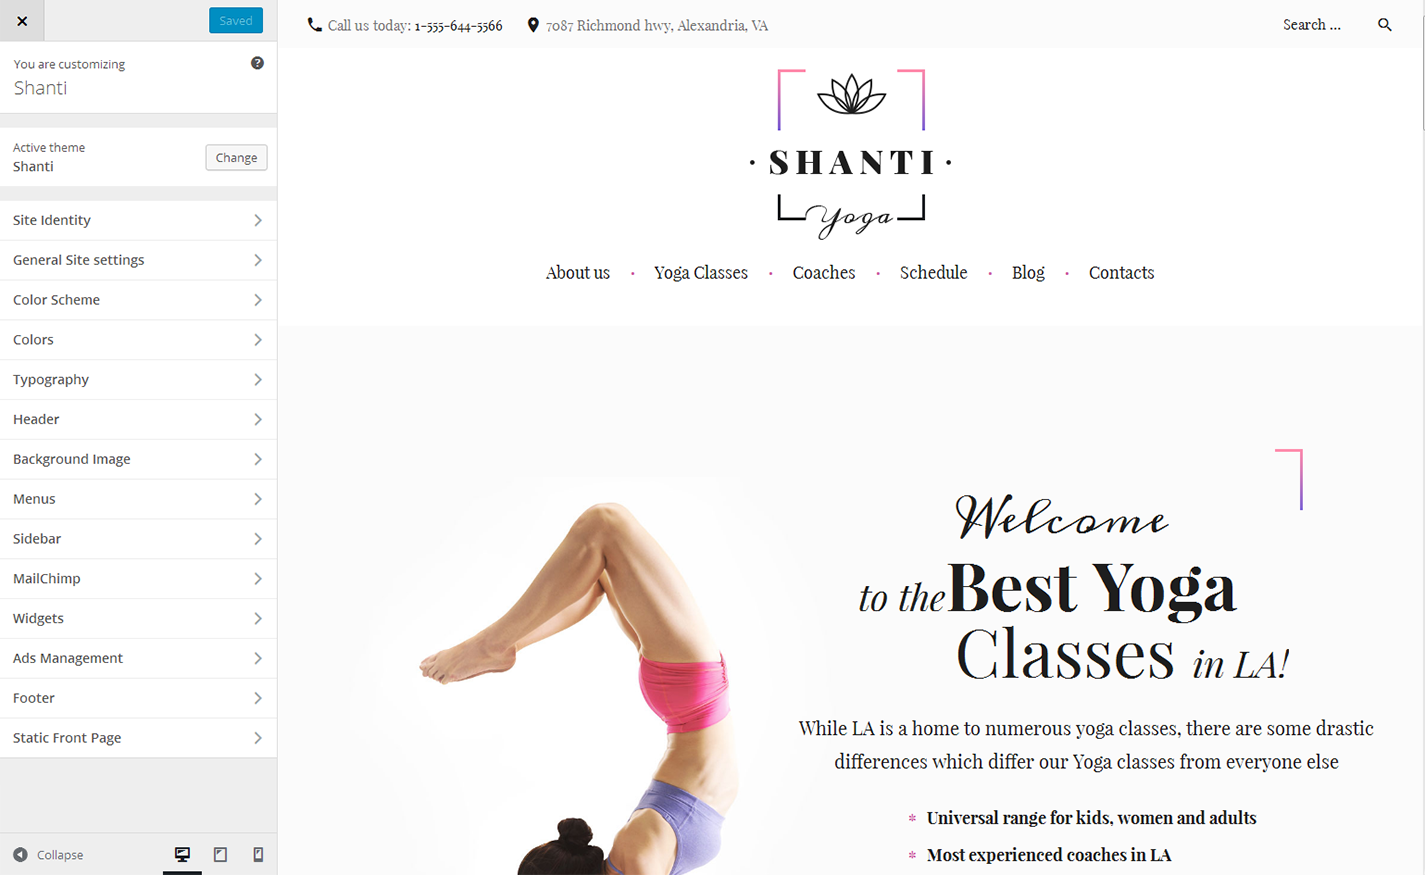 Saved
You are customizing
Shanti
Active theme
Shanti
Change
Site Identity
General Site settings
Color Scheme
Colors
Typography
Header
Background Image
Menus
Sidebar
MailChimp
Widgets
Ads Management
Footer
Static Front Page
Collapse
Call us today: 1-555-644-5566
7087 Richmond hwy, Alexandria, VA
Search ...
· SHANTI ·
Yoga
About us · Yoga Classes · Coaches · Schedule · Blog · Contacts
Welcome
to the Best Yoga
Classes in LA!
While LA is a home to numerous yoga classes, there are some drastic
differences which differ our Yoga classes from everyone else
Universal range for kids, women and adults
Most experienced coaches in LA